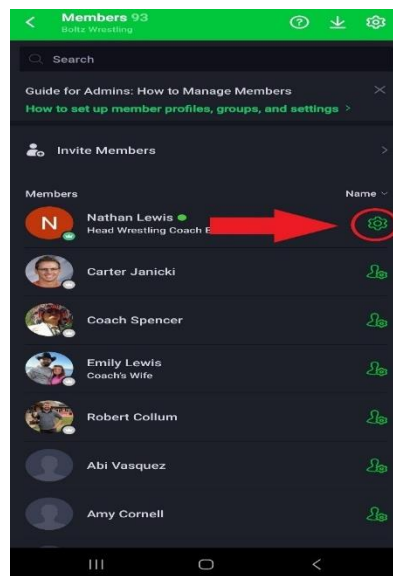 Members 93
Boltz Wrestling
Search
Guide for Admins: How to Manage Members
How to set up member profiles, groups, and settings >
Invite Members
Members
Name
N
Nathan Lewis
Head Wrestling Coach
Carter Janicki
Coach Spencer
Emily Lewis
Coach's Wife
Robert Collum
Abi Vasquez
Amy Cornell